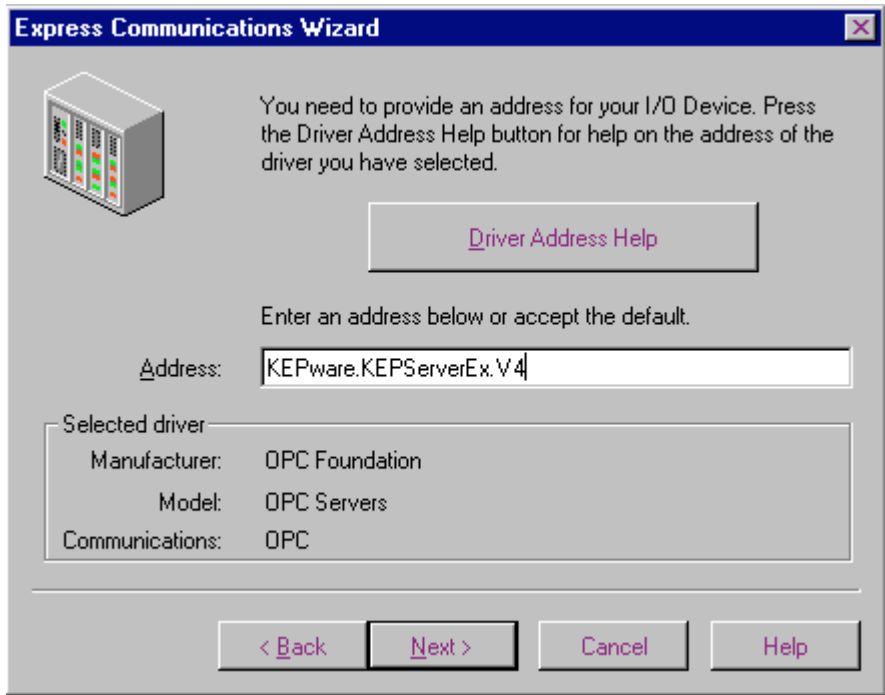 Express Communications Wizard
You need to provide an address for your I/O Device. Press
the Driver Address Help button for help on the address of the
driver you have selected.
Driver Address Help
Enter an address below or accept the default.
Address: KEPware.KEPServerEx.V4
Selected driver
Manufacturer: OPC Foundation
Model: OPC Servers
Communications: OPC
< Back Next > Cancel Help